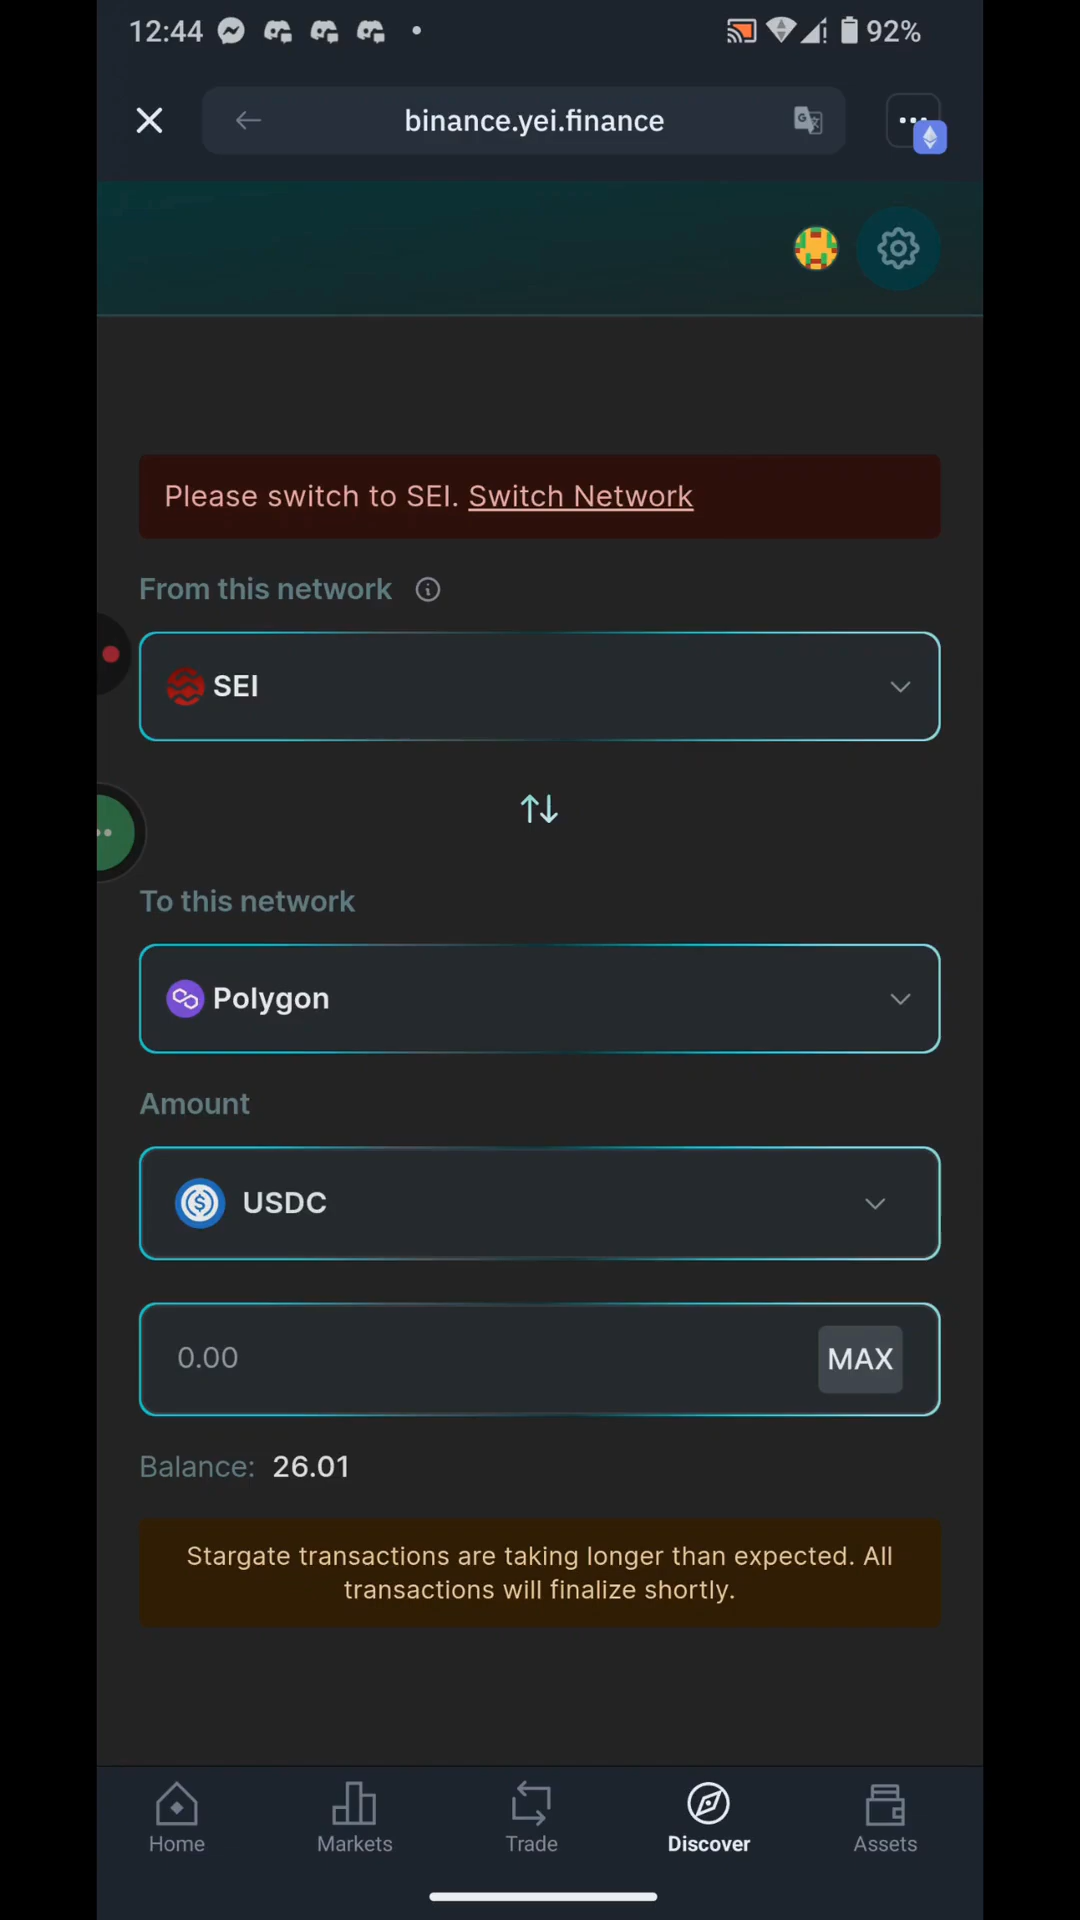 12:44
92%
binance.yei.finance
Please switch to SEI. Switch Network
From this network
SEI
To this network
Polygon
Amount
USDC
0.00
MAX
Balance: 26.01
Stargate transactions are taking longer than expected. All
transactions will finalize shortly.
Home
Markets
Trade
Discover
Assets